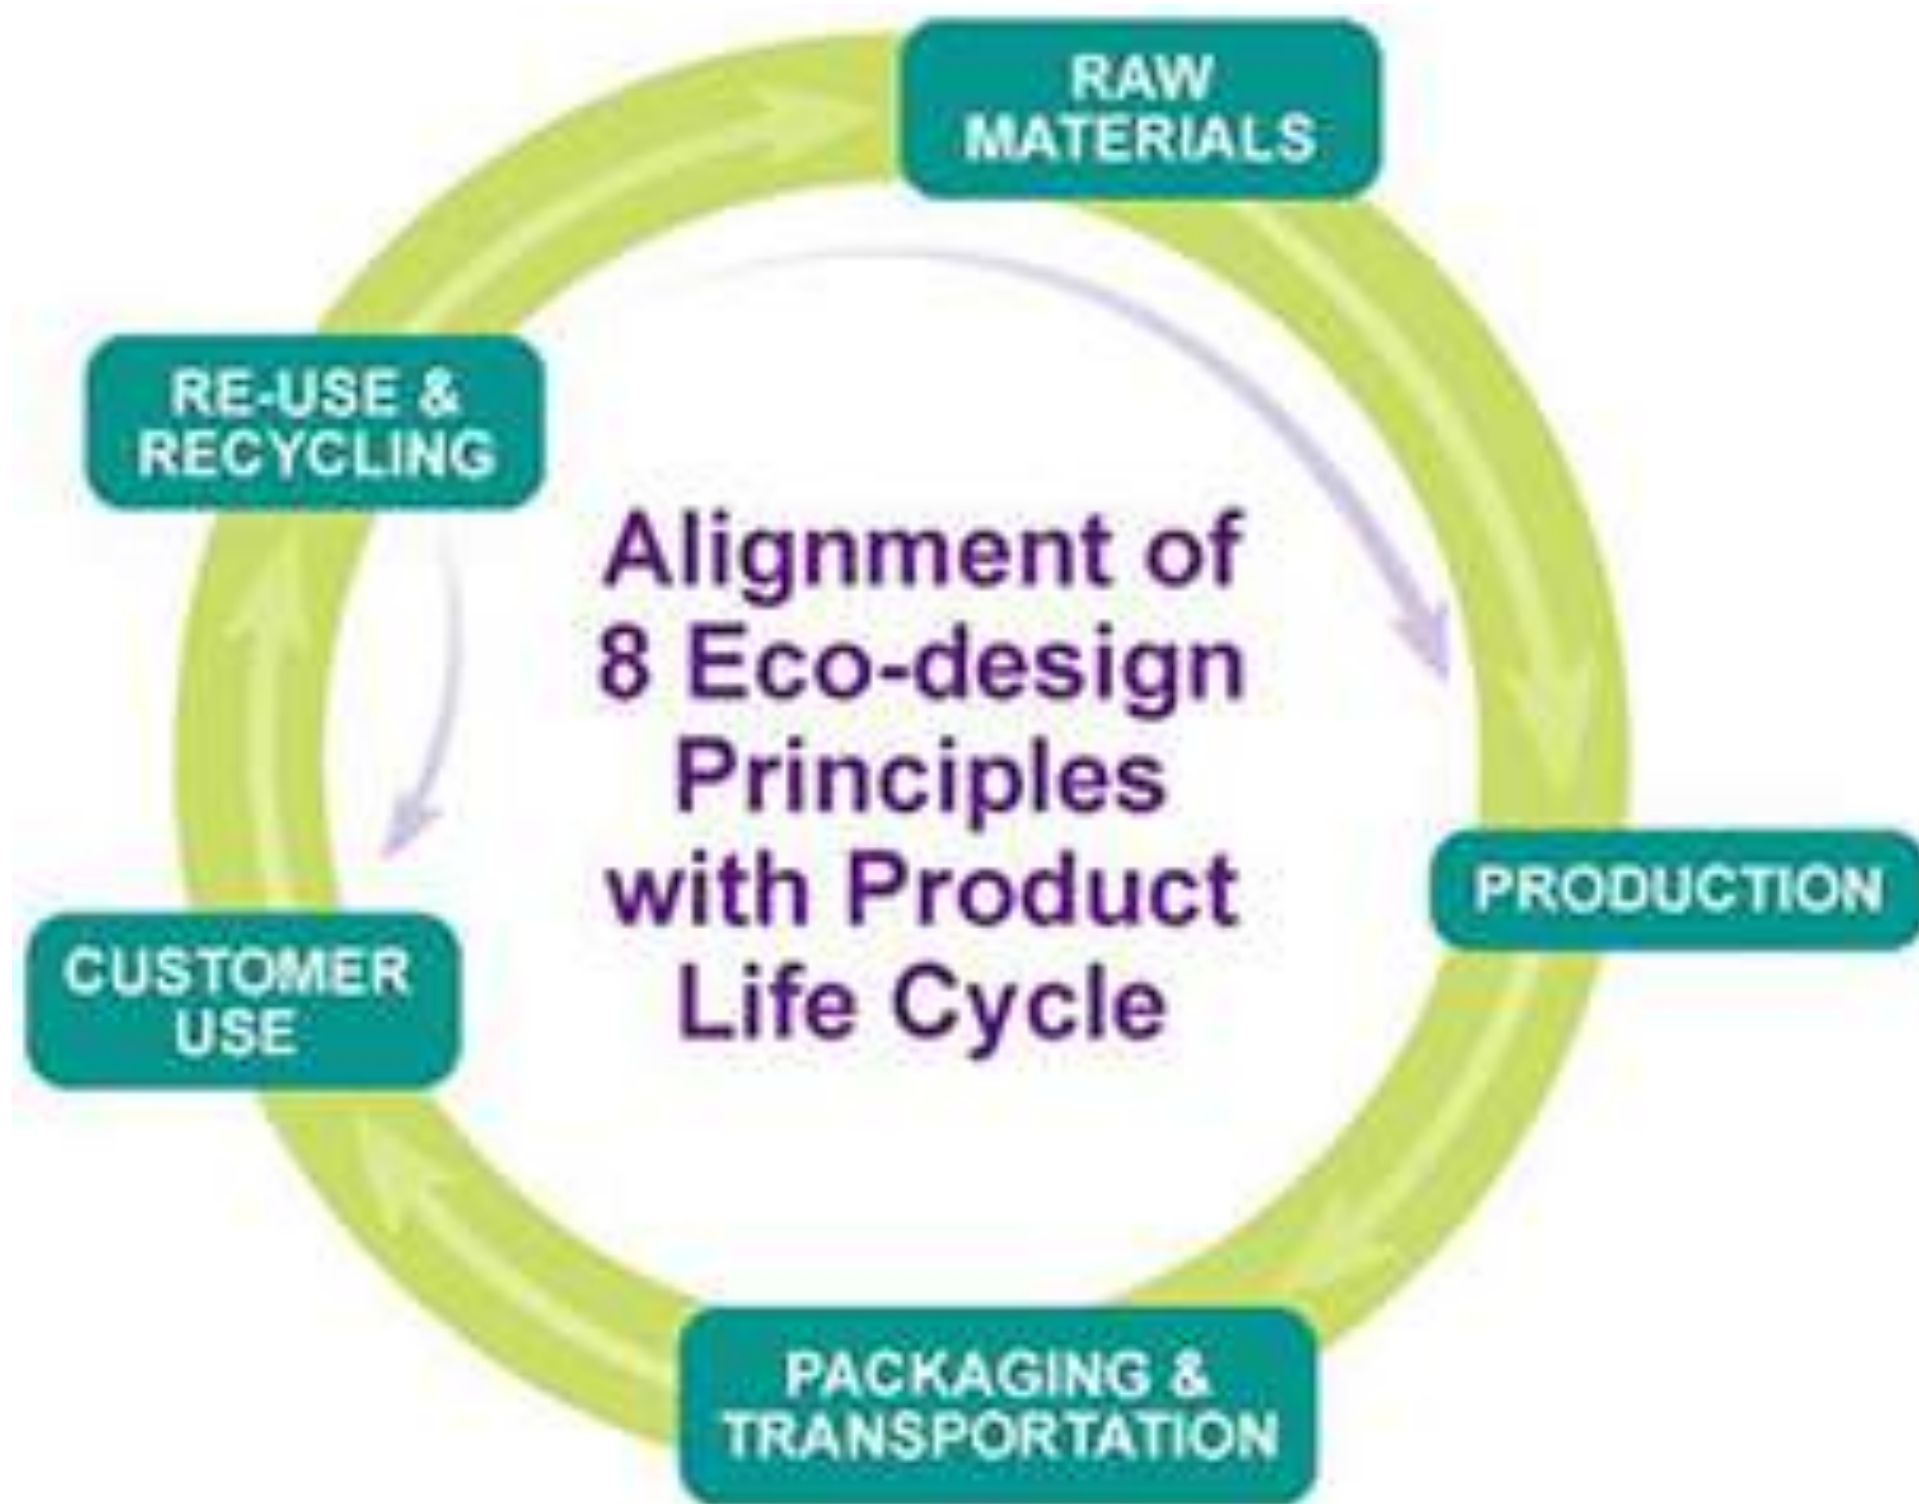 RAW
MATERIALS
RE-USE &
RECYCLING
Alignment of
8 Eco-design
Principles
with Product
Life Cycle
PRODUCTION
CUSTOMER
USE
PACKAGING &
TRANSPORTATION